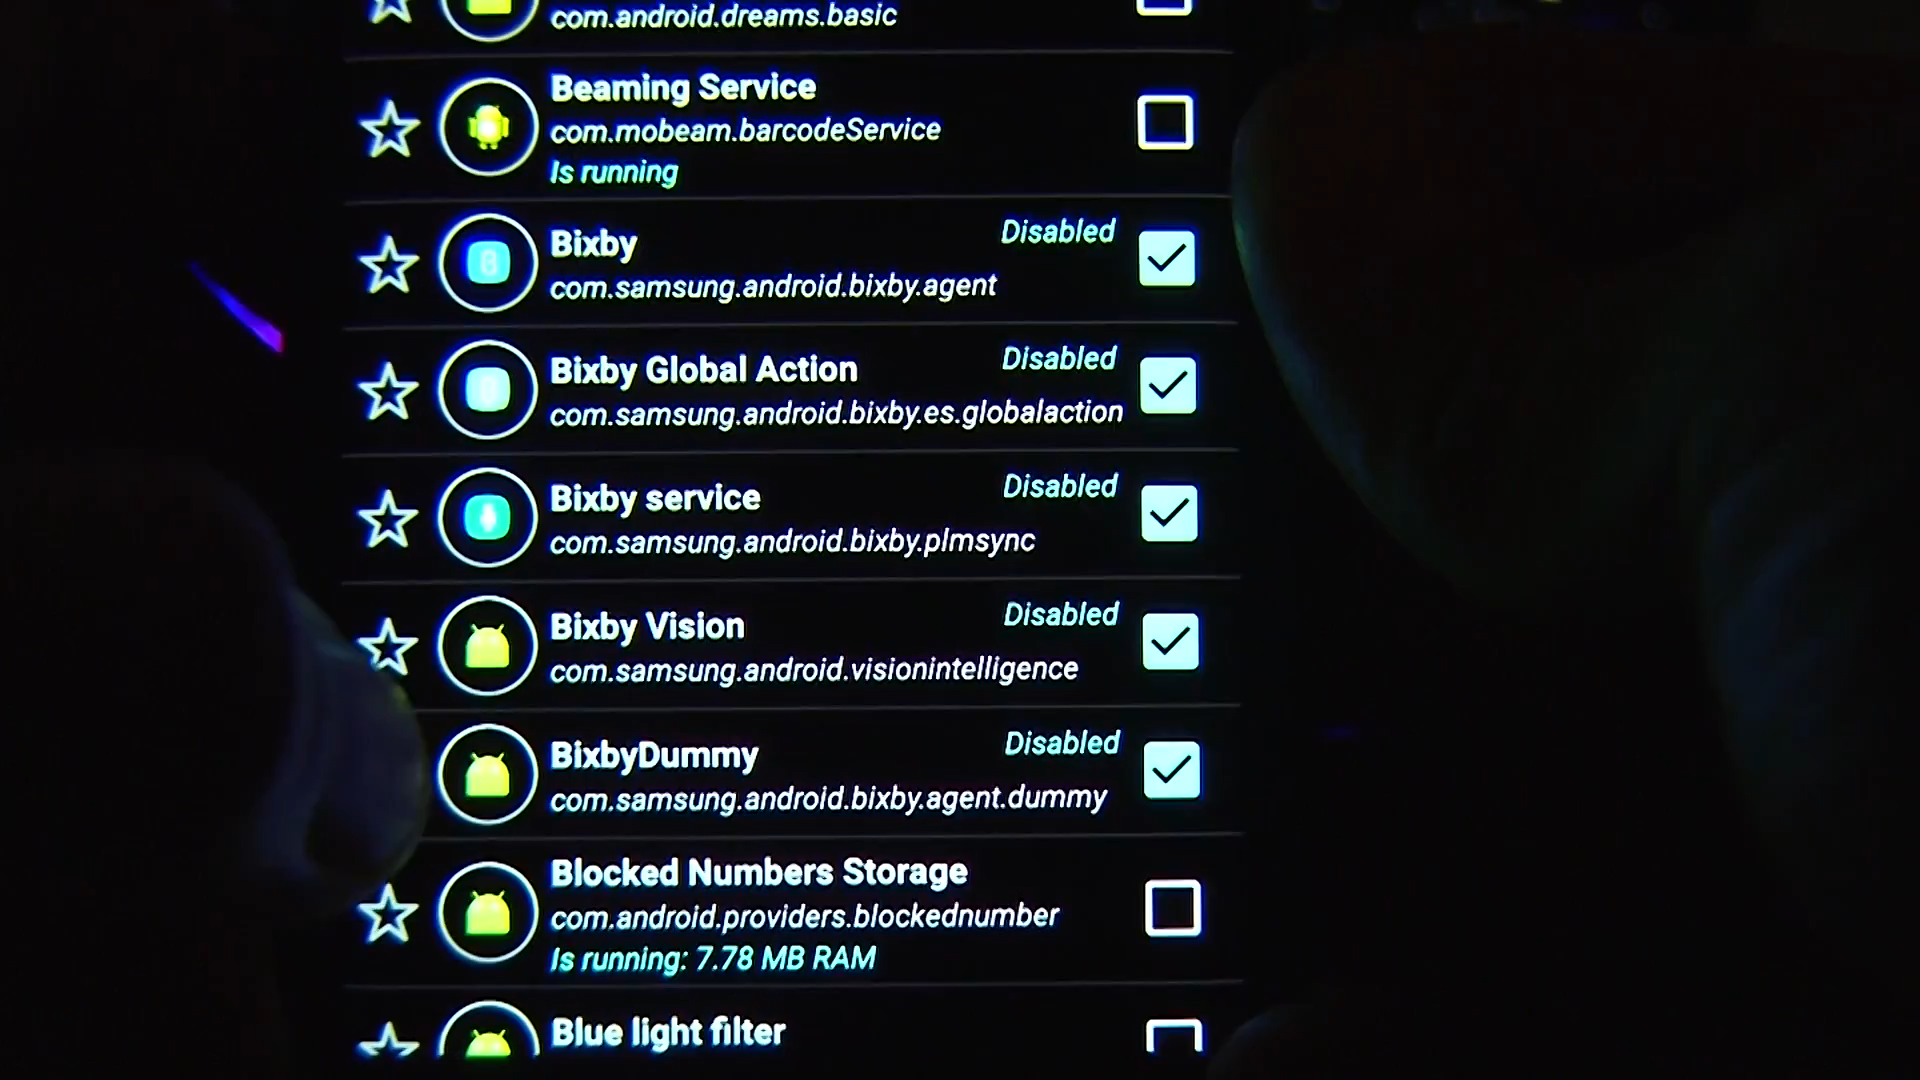 com.android.dreams.basic
Beaming Service
com.mobeam.barcodeService
Is running
Bixby
Disabled
com.samsung.android.bixby.agent
Bixby Global Action
Disabled
com.samsung.android.bixby.es.globalaction
Bixby service
Disabled
com.samsung.android.bixby.plmsync
Bixby Vision
Disabled
com.samsung.android.visionintelligence
BixbyDummy
Disabled
com.samsung.android.bixby.agent.dummy
Blocked Numbers Storage
com.android.providers.blockednumber
Is running: 7.78 MB RAM
Blue light filter